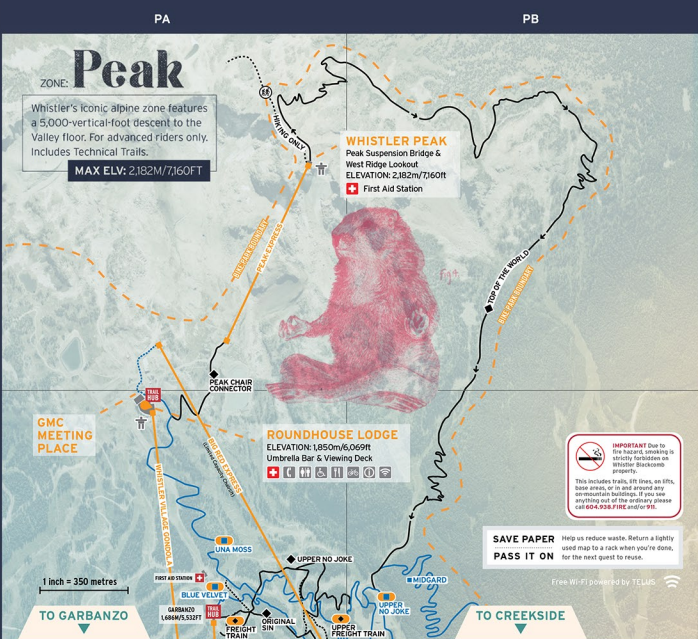 PA
PB
ZONE: Peak
Whistler's iconic alpine zone features
a 5,000-vertical-foot descent to the
Valley floor. For advanced riders only.
Includes Technical Trails.
MAX ELV: 2,182M/7,160FT
HIKING ONLY
WHISTLER PEAK
Peak Suspension Bridge &
West Ridge Lookout
ELEVATION: 2,182m/7,160ft
First Aid Station
BIKE PARK BOUNDARY
PEAK EXPRESS
TOP OF THE WORLD
BIKE PARK BOUNDARY
PEAK CHAIR
CONNECTOR
TRAIL
HUB
GMC
MEETING
PLACE
ROUNDHOUSE LODGE
ELEVATION: 1,850m/6,069ft
Umbrella Bar & Viewing Deck
BIG RED EXPRESS
WHISTLER VILLAGE GONDOLA
IMPORTANT Due to
fire hazard, smoking is
strictly forbidden on
Whistler Blackcomb
property.
This includes trails, lift lines, on lifts,
base areas, or in and around any
on-mountain buildings. If you see
anything out of the ordinary please
call 604.938.FIRE and/or 911.
SAVE PAPER
PASS IT ON
Help us reduce waste. Return a lightly
used map to a rack when you're done,
for the next guest to reuse.
Free Wi-Fi powered by TELUS
UNA MOSS
UPPER NO JOKE
FIRST AID STATION
MIDGARD
1 inch = 350 metres
BLUE VELVET
UPPER
NO JOKE
GARBANZO
1,686M/5,532FT
TRAIL
HUB
ORIGINAL
SIN
FREIGHT
TRAIN
UPPER
FREIGHT TRAIN
TO GARBANZO
TO CREEKSIDE